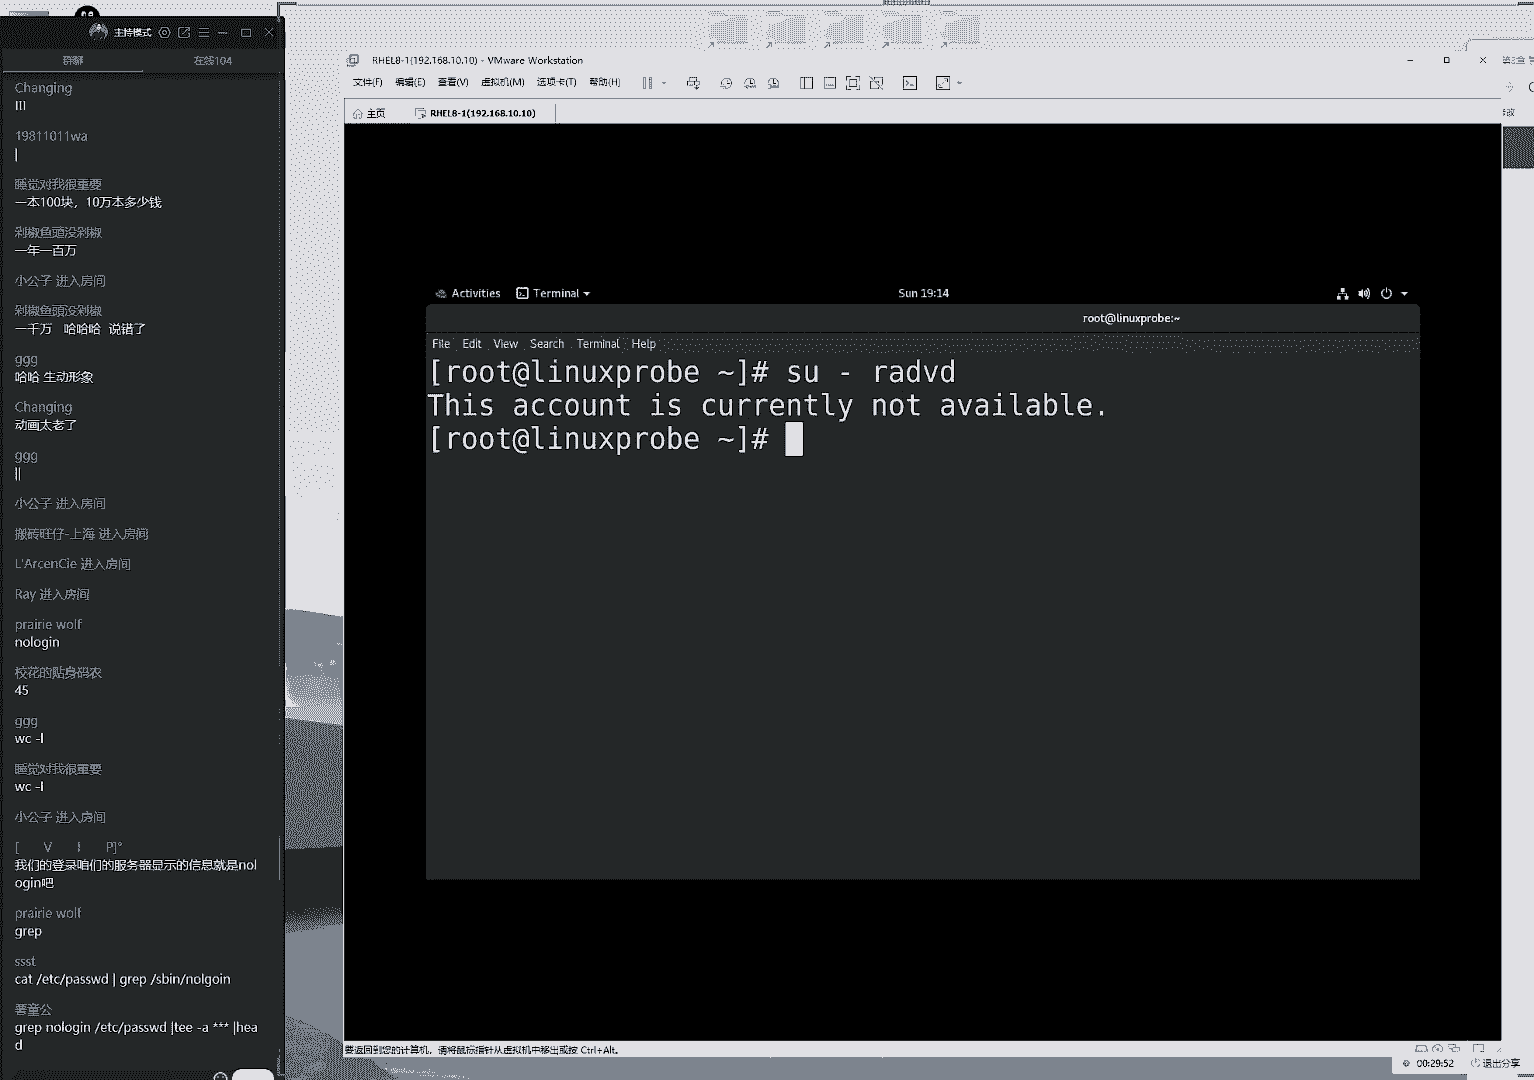 主持模式
群聊
在线104
Changing
III
19811011wa
|
睡觉对我很重要
一本100块，10万本多少钱
剁椒鱼頭没剁椒
一年一百万
小公子 进入房间
剁椒鱼頭没剁椒
一千万 哈哈哈 说错了
ggg
哈哈 生动形象
Changing
动画太老了
ggg
||
小公子 进入房间
搬砖旺仔-上海 进入房间
L'ArcenCie 进入房间
Ray 进入房间
prairie wolf
nologin
校花的贴身码农
45
ggg
wc -l
睡觉对我很重要
wc -l
小公子 进入房间
我们的登录咱们的服务器显示的信息就是nol
ogin吧
prairie wolf
grep
ssst
cat /etc/passwd | grep /sbin/nolgoin
薯童公
grep nologin /etc/passwd |tee -a *** |hea
d
RHEL8-1(192.168.10.10) - VMware Workstation
文件(F) 编辑(E) 查看(V) 虚拟机(M) 选项卡(T) 帮助(H)
主页
RHEL8-1(192.168.10.10)
Activities
Terminal
Sun 19:14
root@linuxprobe:~
File Edit View Search Terminal Help
[root@linuxprobe ~]# su - radvd
This account is currently not available.
[root@linuxprobe ~]#
要返回到您的计算机，请将鼠标指针从虚拟机中移出或按 Ctrl+Alt。
00:29:52
退出分享